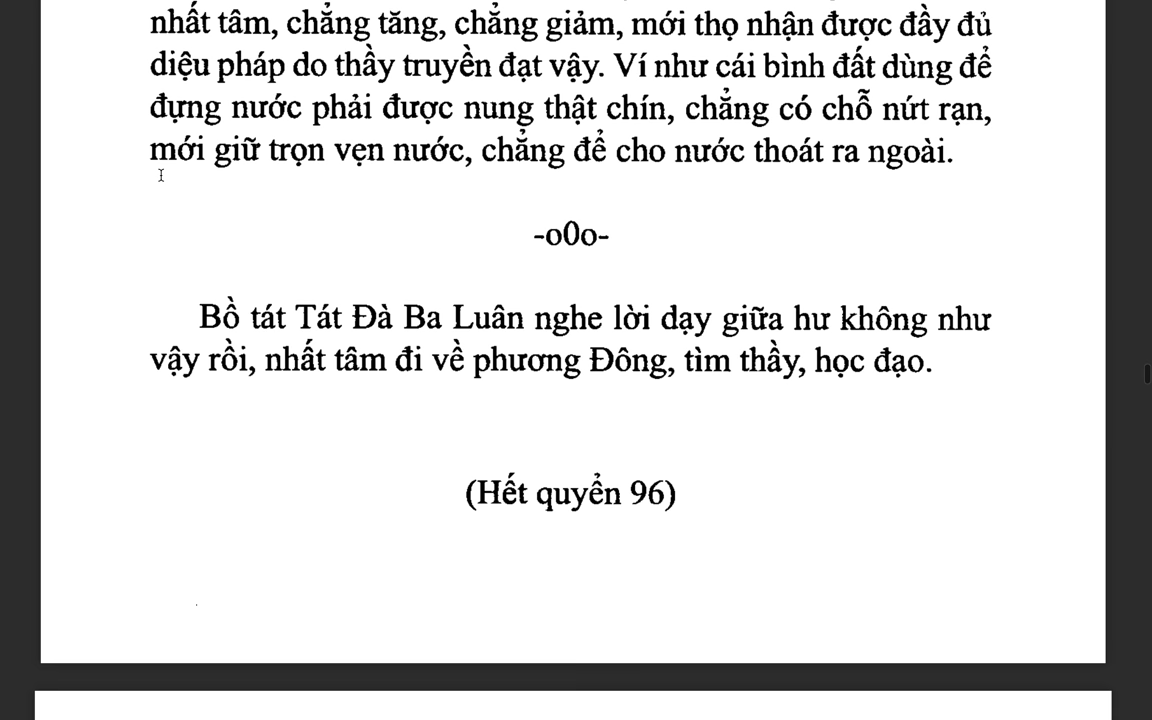 nhất tâm, chẳng tăng, chẳng giảm, mới thọ nhận được đầy đủ
diệu pháp do thầy truyền đạt vậy. Ví như cái bình đất dùng để
đựng nước phải được nung thật chín, chẳng có chỗ nứt rạn,
mới giữ trọn vẹn nước, chẳng để cho nước thoát ra ngoài.
-o0o-
Bồ tát Tát Đà Ba Luân nghe lời dạy giữa hư không như
vậy rồi, nhất tâm đi về phương Đông, tìm thầy, học đạo.
(Hết quyển 96)